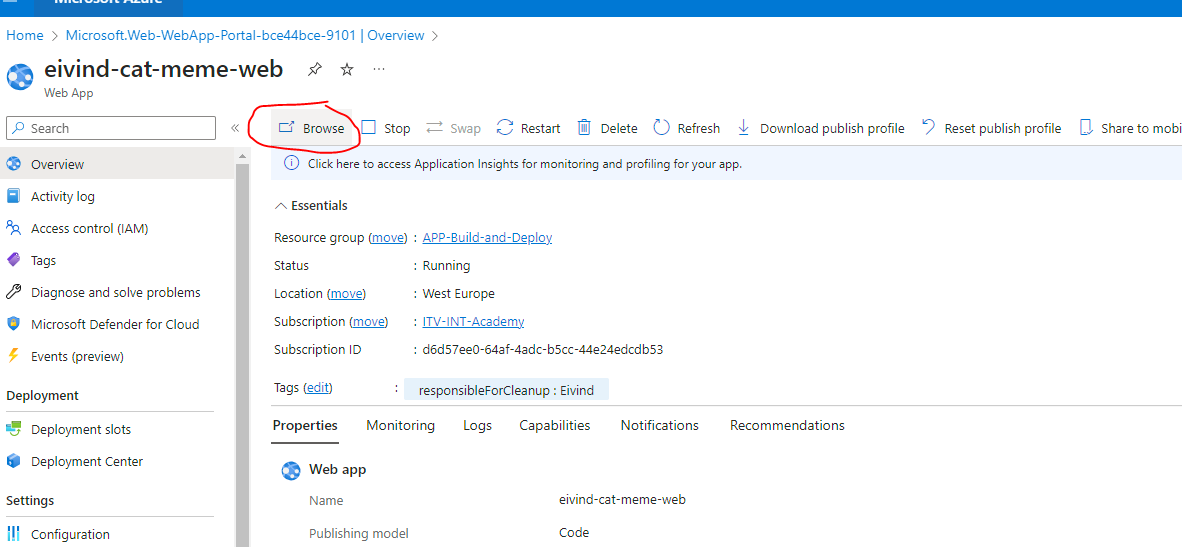 Microsoft Azure
Home > Microsoft.Web-WebApp-Portal-bce44bce-9101 | Overview >
eivind-cat-meme-web
Web App
Search
Browse Stop Swap Restart Delete Refresh Download publish profile Reset publish profile Share to mobi
Click here to access Application Insights for monitoring and profiling for your app.
Overview
Activity log
Access control (IAM)
Tags
Diagnose and solve problems
Microsoft Defender for Cloud
Events (preview)
Deployment
Deployment slots
Deployment Center
Settings
Configuration
Essentials
Resource group (move) : APP-Build-and-Deploy
Status : Running
Location (move) : West Europe
Subscription (move) : ITV-INT-Academy
Subscription ID : d6d57ee0-64af-4adc-b5cc-44e24edcdb53
Tags (edit) : responsibleForCleanup : Eivind
Properties Monitoring Logs Capabilities Notifications Recommendations
Web app
Name eivind-cat-meme-web
Publishing model Code